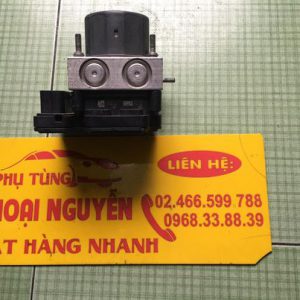 LIÊN HỆ:
PHỤ TÙNG
HOẠI NGUYỄN
02.466.599 788
0968.33.88.39
ẶT HÀNG NHANH